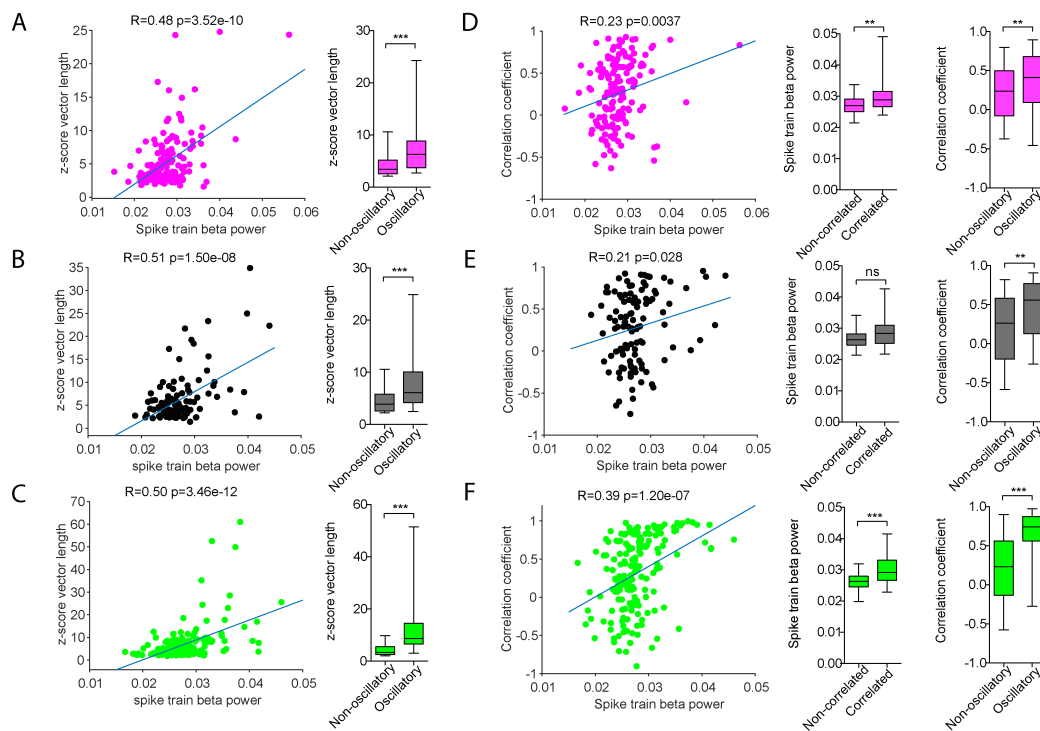 A
R=0.48 p=3.52e-10
z-score vector length
25
20
15
10
5
0
0.01 0.02 0.03 0.04 0.05 0.06
Spike train beta power
z-score vector length
30
20
10
0
***
Non-oscillatory
Oscillatory
D
R=0.23 p=0.0037
Correlation coefficient
1
0.5
0
-0.5
-1
0.01 0.02 0.03 0.04 0.05 0.06
Spike train beta power
Spike train beta power
0.05
0.04
0.03
0.02
0.01
0.00
**
Non-correlated
Correlated
Correlation coefficient
1.0
0.5
0.0
-0.5
-1.0
**
Non-oscillatory
Oscillatory
B
R=0.51 p=1.50e-08
z-score vector length
35
30
25
20
15
10
5
0
0.01 0.02 0.03 0.04 0.05
spike train beta power
z-score vector length
30
20
10
0
***
Non-oscillatory
Oscillatory
E
R=0.21 p=0.028
Correlation coefficient
1
0.5
0
-0.5
-1
0.01 0.02 0.03 0.04 0.05
spike train beta power
Spike train beta power
0.05
0.04
0.03
0.02
0.01
0.00
ns
Non-correlated
Correlated
Correlation coefficient
1.0
0.5
0.0
-0.5
-1.0
**
Non-oscillatory
Oscillatory
C
R=0.50 p=3.46e-12
z-score vector length
70
60
50
40
30
20
10
0
0.01 0.02 0.03 0.04 0.05
spike train beta power
z-score vector length
60
40
20
0
***
Non-oscillatory
Oscillatory
F
R=0.39 p=1.20e-07
Correlation coefficient
1
0.5
0
-0.5
-1
0.01 0.02 0.03 0.04 0.05
spike train beta power
Spike train beta power
0.05
0.04
0.03
0.02
0.01
0.00
***
Non-correlated
Correlated
Correlation coefficient
1.0
0.5
0.0
-0.5
-1.0
***
Non-oscillatory
Oscillatory